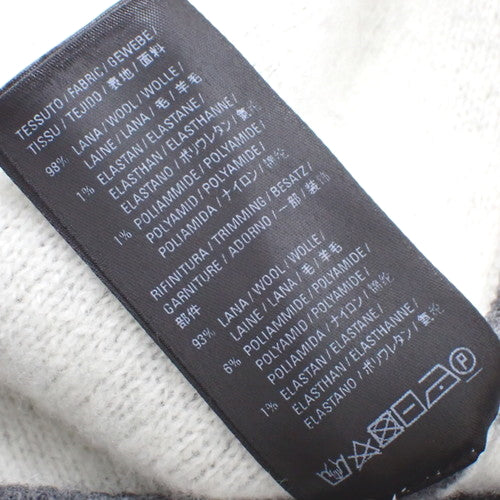 TESSUTO / FABRIC / GEWEBE /
TISSU / TEJIDO / 表地 / 面料
98% LANA / WOOL / WOLLE /
LAINE / LANA / 毛 / 羊毛
1% ELASTAN / ELASTANE /
ELASTHAN / ELASTHANNE /
ELASTANO / ポリウレタン / 氨纶
1% POLIAMMIDE / POLYAMIDE /
POLYAMID / POLYAMIDE /
POLIAMIDA / ナイロン / 锦纶
RIFINITURA / TRIMMING / BESATZ /
GARNITURE / ADORNO / 一部 / 装饰
部件
93% LANA / WOOL / WOLLE /
LAINE / LANA / 毛 / 羊毛
6% POLIAMMIDE / POLYAMIDE /
POLYAMID / POLYAMIDE /
POLIAMIDA / ナイロン / 锦纶
1% ELASTAN / ELASTANE /
ELASTHAN / ELASTHANNE /
ELASTANO / ポリウレタン / 氨纶
P